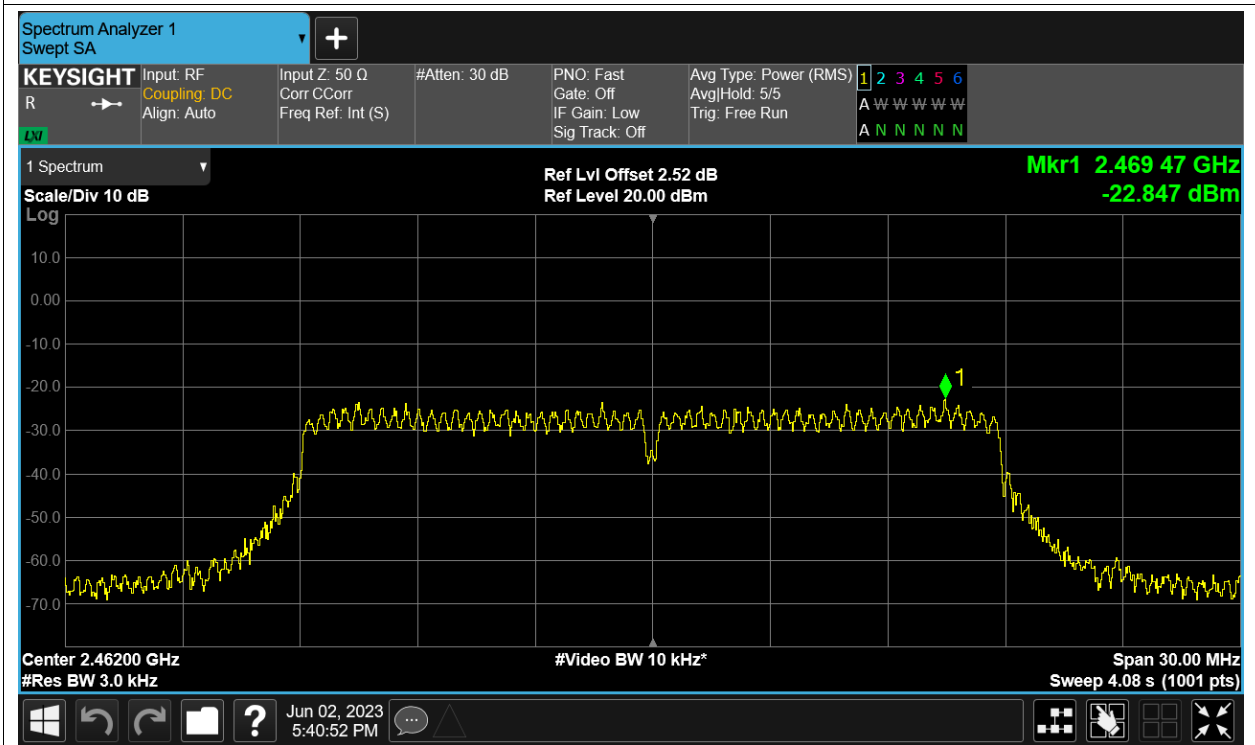 Spectrum Analyzer 1
Swept SA
KEYSIGHT
R
LXI
Input: RF
Coupling: DC
Align: Auto
Input Z: 50 Ω
Corr CCorr
Freq Ref: Int (S)
#Atten: 30 dB
PNO: Fast
Gate: Off
IF Gain: Low
Sig Track: Off
Avg Type: Power (RMS)
Avg|Hold: 5/5
Trig: Free Run
1 2 3 4 5 6
A W W W W W
A N N N N N
1 Spectrum
Scale/Div 10 dB
Log
Ref Lvl Offset 2.52 dB
Ref Level 20.00 dBm
Mkr1 2.469 47 GHz
-22.847 dBm
10.0
0.00
-10.0
-20.0
-30.0
-40.0
-50.0
-60.0
-70.0
1
Center 2.46200 GHz
#Res BW 3.0 kHz
#Video BW 10 kHz*
Span 30.00 MHz
Sweep 4.08 s (1001 pts)
?
Jun 02, 2023
5:40:52 PM